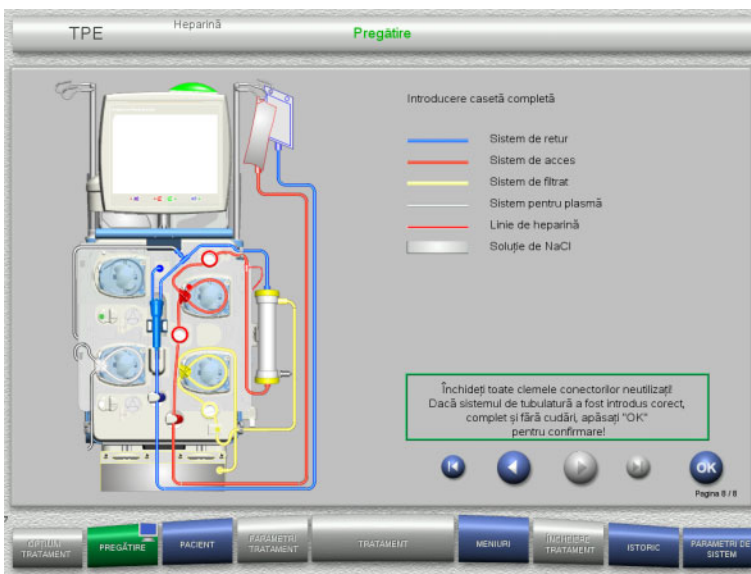 TPE
Heparină
Pregătire
Introducere casetă completă
Sistem de retur
Sistem de acces
Sistem de filtrat
Sistem pentru plasmă
Linie de heparină
Soluție de NaCl
Închideți toate clemele conectorilor neutilizați!
Dacă sistemul de tubulatură a fost introdus corect,
complet și fără cudări, apăsați "OK"
pentru confirmare!
OK
Pagina 8 / 8
OPȚIUNI
TRATAMENT
PREGĂTIRE
PACIENT
PARAMETRI
TRATAMENT
TRATAMENT
MENIURI
ÎNCHEIERE
TRATAMENT
ISTORIC
PARAMETRI DE
SISTEM